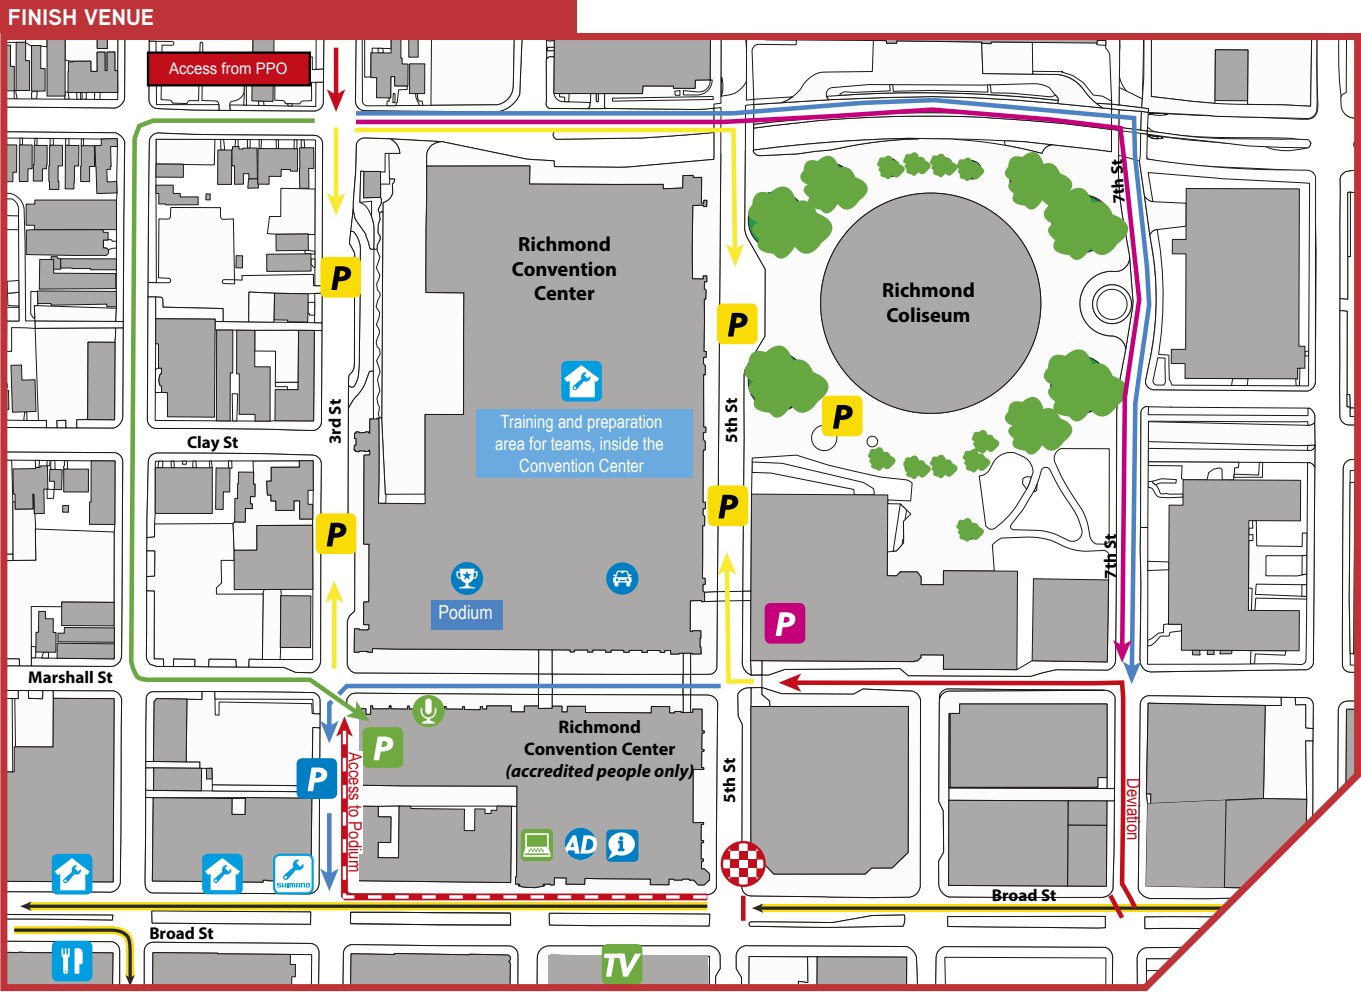 FINISH VENUE
Access from PPO
7th St
Richmond
Convention
Center
P
Richmond
Coliseum
P
3rd St
5th St
Training and preparation
area for teams, inside the
Convention Center
P
Clay St
P
P
7th St
Podium
P
Marshall St
Richmond
Convention Center
(accredited people only)
P
P
5th St
Access to Podium
Deviation
AD
i
SHIMANO
Broad St
Broad St
TV